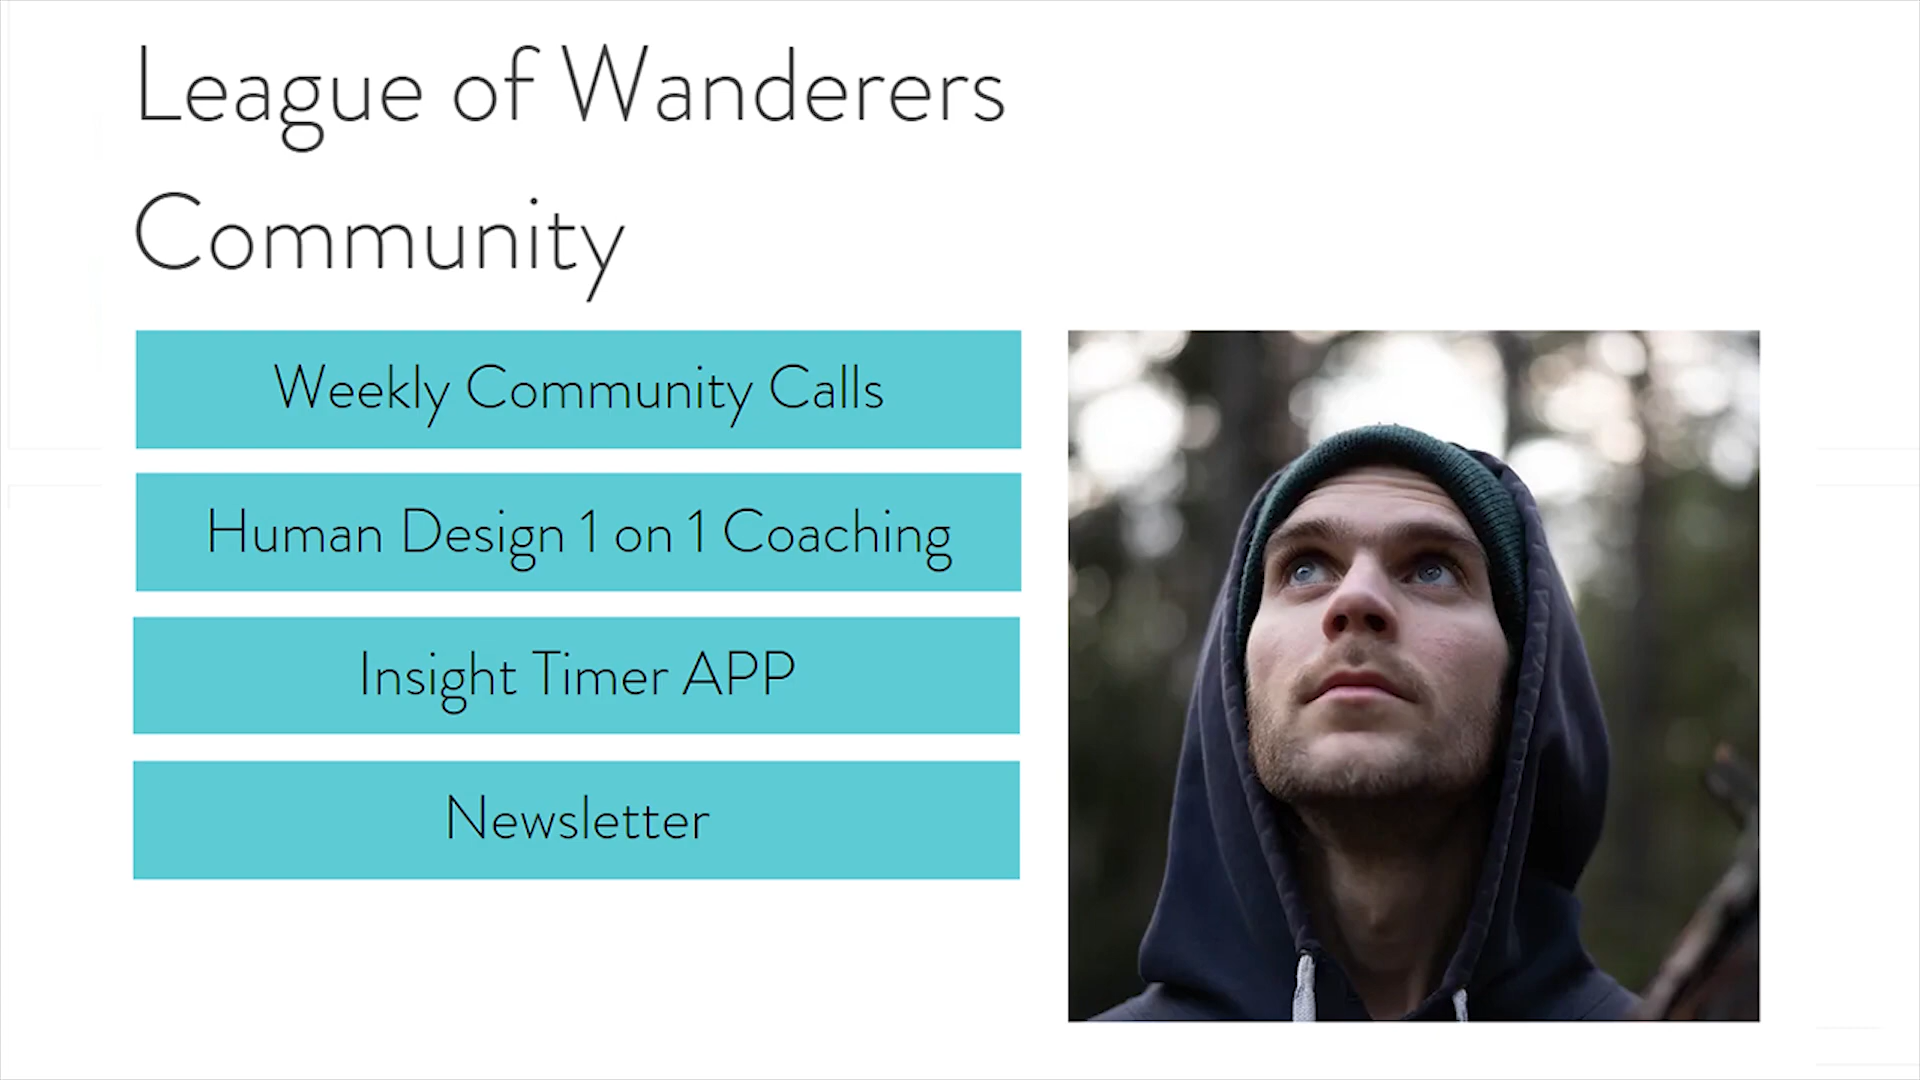 League of Wanderers
Community
Weekly Community Calls
Human Design 1 on 1 Coaching
Insight Timer APP
Newsletter